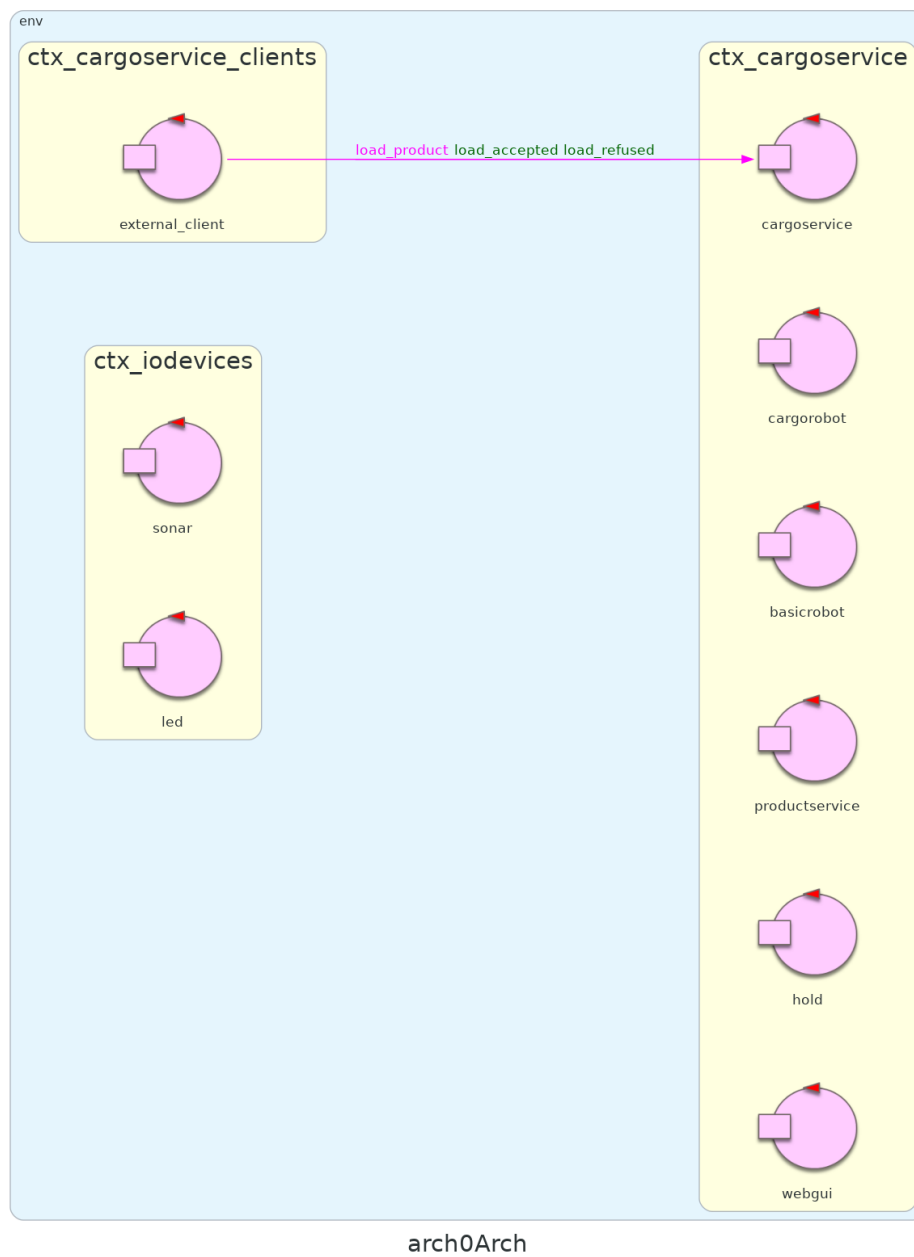 env
ctx_cargoservice_clients
ctx_cargoservice
load_product load_accepted load_refused
external_client
cargoservice
ctx_iodevices
cargorobot
sonar
basicrobot
led
productservice
hold
webgui
arch0Arch